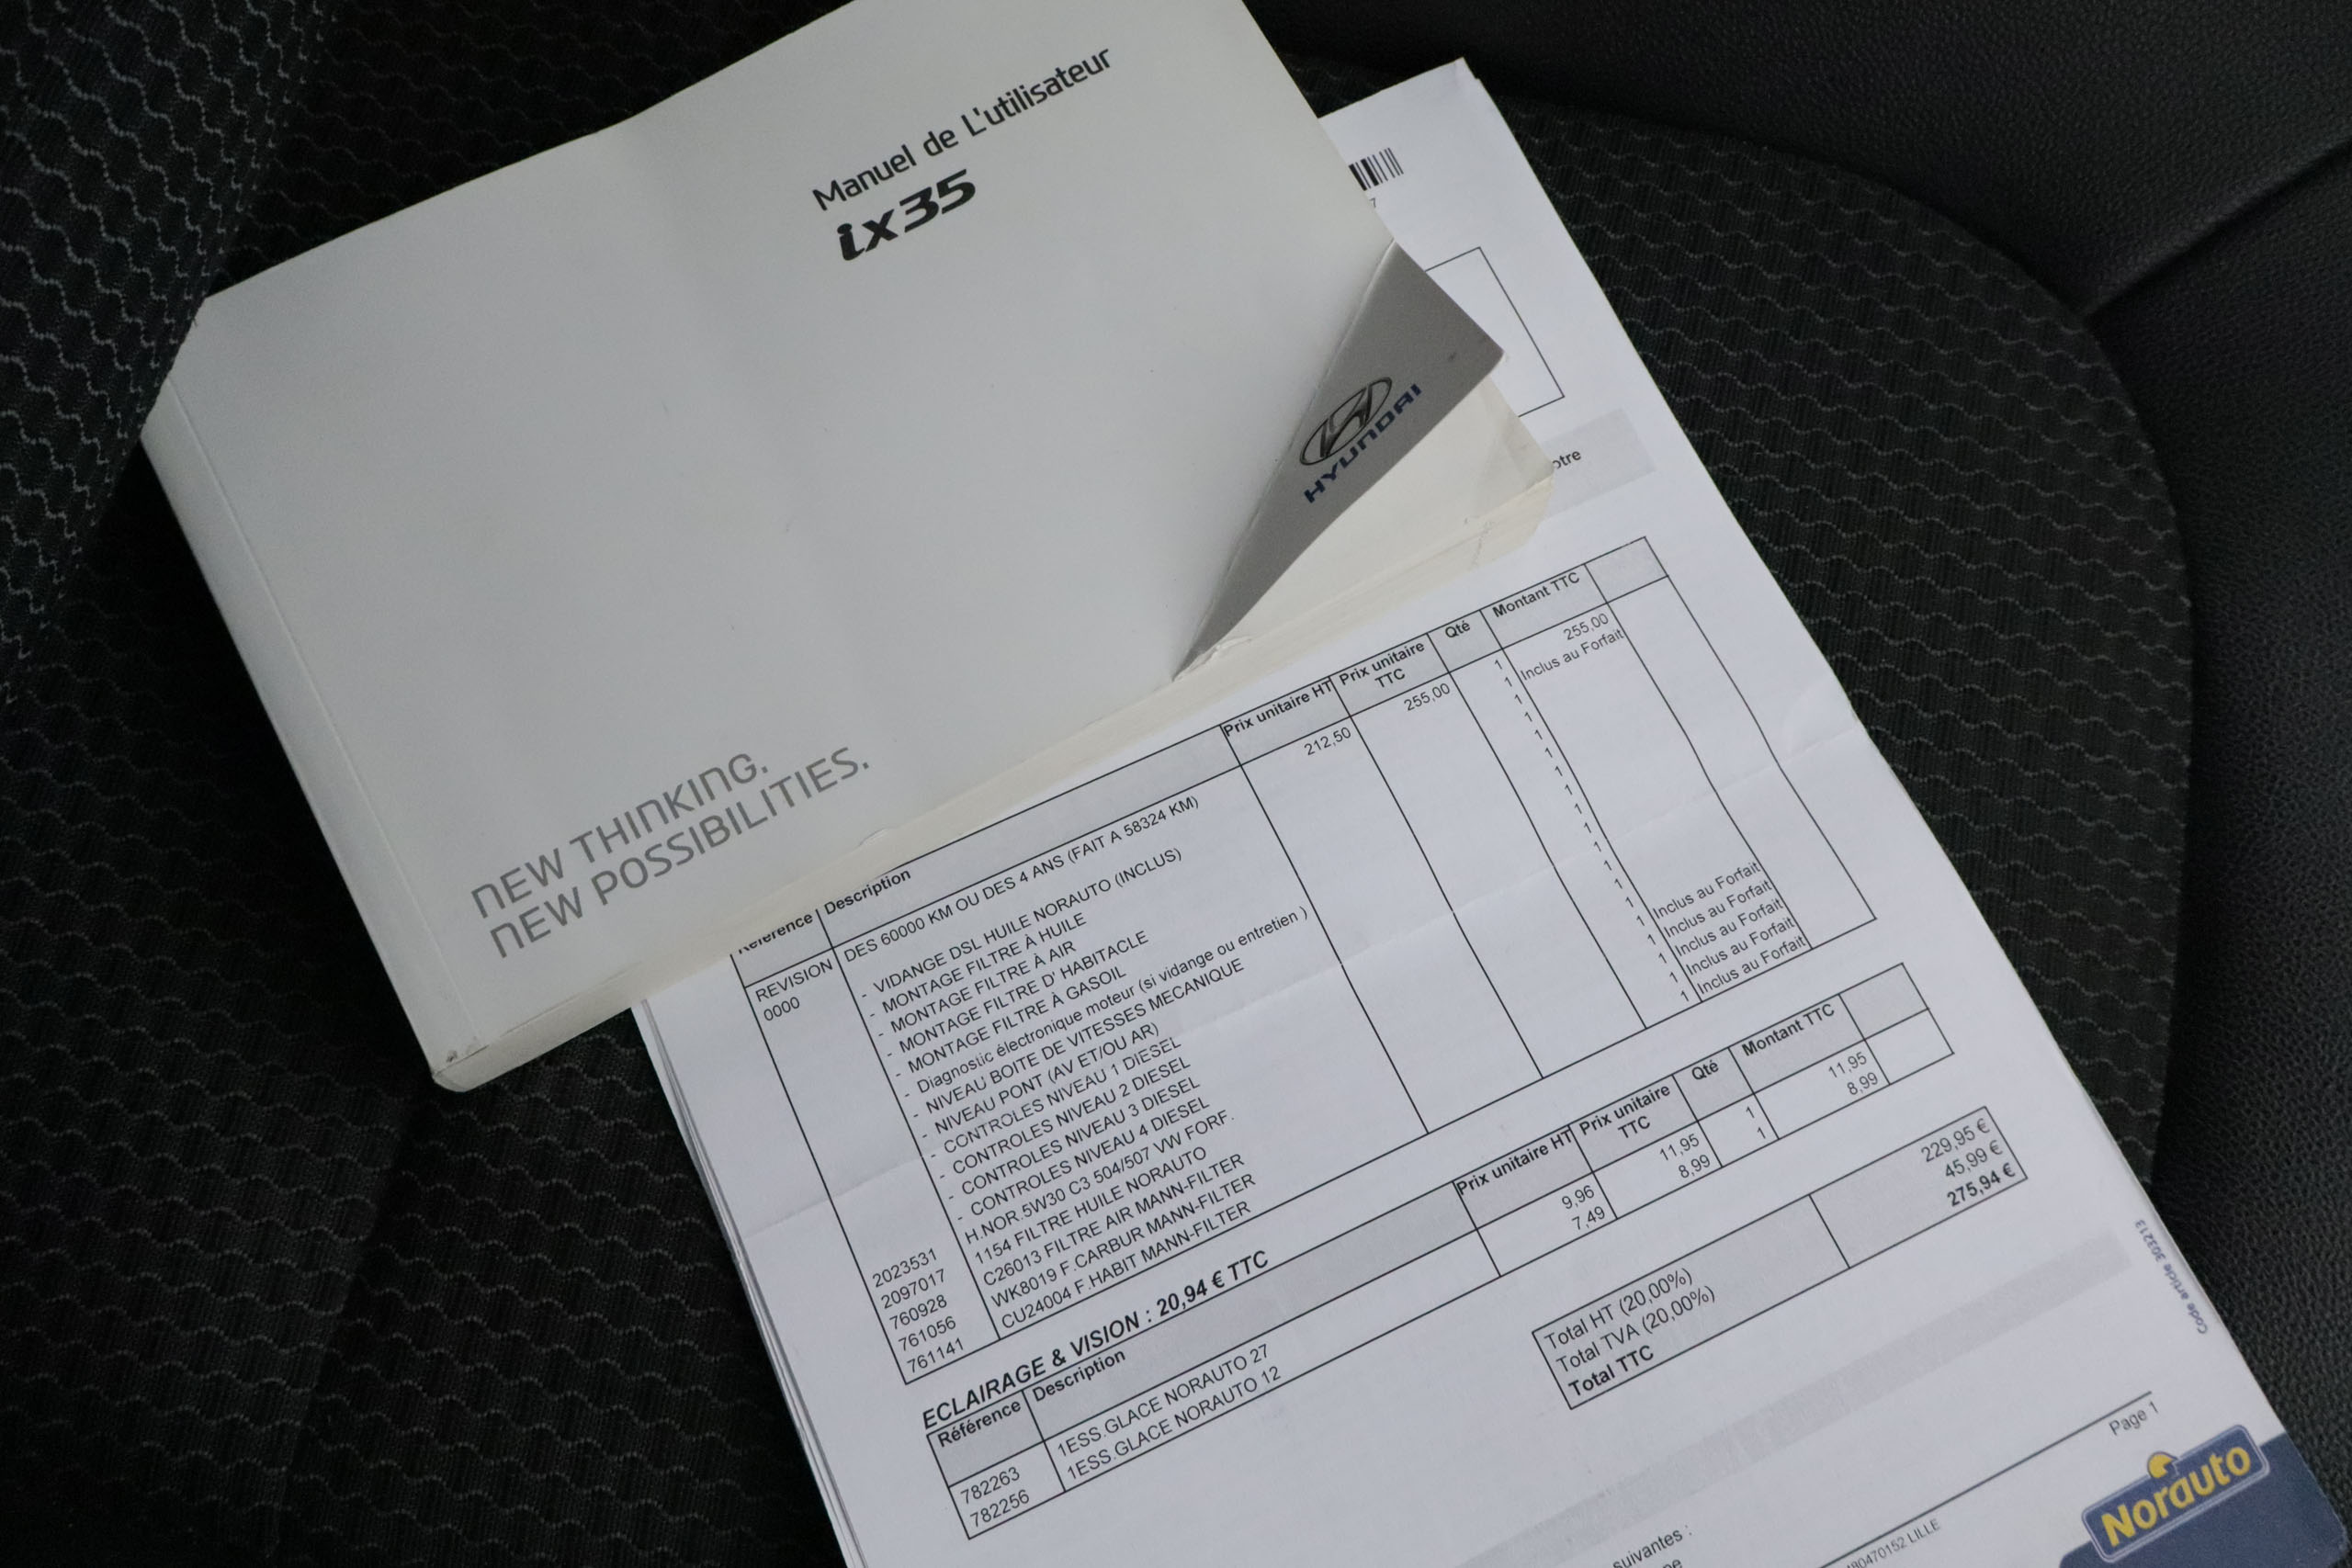 Manuel de L'utilisateur
ix35
HYUNDAI
NEW THINKING.
NEW POSSIBILITIES.
7
otre
Référence Description Prix unitaire HT Prix unitaire TTC Qté Montant TTC
REVISION 0000 DES 60000 KM OU DES 4 ANS (FAIT A 58324 KM) 212,50 255,00 1 255,00
- VIDANGE DSL HUILE NORAUTO (INCLUS) 1 Inclus au Forfait
- MONTAGE FILTRE À HUILE 1
- MONTAGE FILTRE À AIR 1
- MONTAGE FILTRE D' HABITACLE 1
- MONTAGE FILTRE À GASOIL 1
- Diagnostic électronique moteur (si vidange ou entretien ) 1
- NIVEAU BOITE DE VITESSES MECANIQUE 1
- NIVEAU PONT (AV ET/OU AR) 1
- CONTROLES NIVEAU 1 DIESEL 1
- CONTROLES NIVEAU 2 DIESEL 1
- CONTROLES NIVEAU 3 DIESEL 1
- CONTROLES NIVEAU 4 DIESEL 1
2023531 H.NOR.5W30 C3 504/507 VW FORF. 1 Inclus au Forfait
2097017 1154 FILTRE HUILE NORAUTO 1 Inclus au Forfait
760928 C26013 FILTRE AIR MANN-FILTER 1 Inclus au Forfait
761056 WK8019 F.CARBUR MANN-FILTER 1 Inclus au Forfait
761141 CU24004 F.HABIT MANN-FILTER 1 Inclus au Forfait
ECLAIRAGE & VISION : 20,94 € TTC
Référence Description Prix unitaire HT Prix unitaire TTC Qté Montant TTC
782263 1ESS.GLACE NORAUTO 27 9,96 11,95 1 11,95
782256 1ESS.GLACE NORAUTO 12 7,49 8,99 1 8,99
Total HT (20,00%) 229,95 €
Total TVA (20,00%) 45,99 €
Total TTC 275,94 €
Code article 303213
Page 1
suivantes :
480470152 LILLE
Norauto